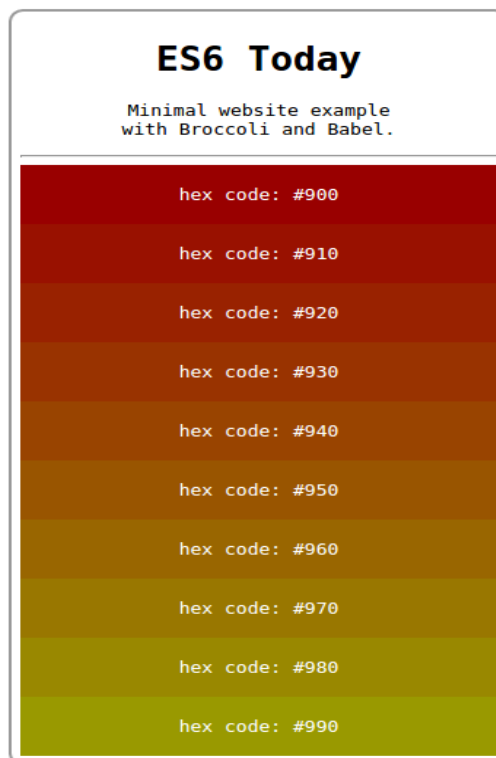 ES6 Today
Minimal website example
with Broccoli and Babel.
hex code: #900
hex code: #910
hex code: #920
hex code: #930
hex code: #940
hex code: #950
hex code: #960
hex code: #970
hex code: #980
hex code: #990